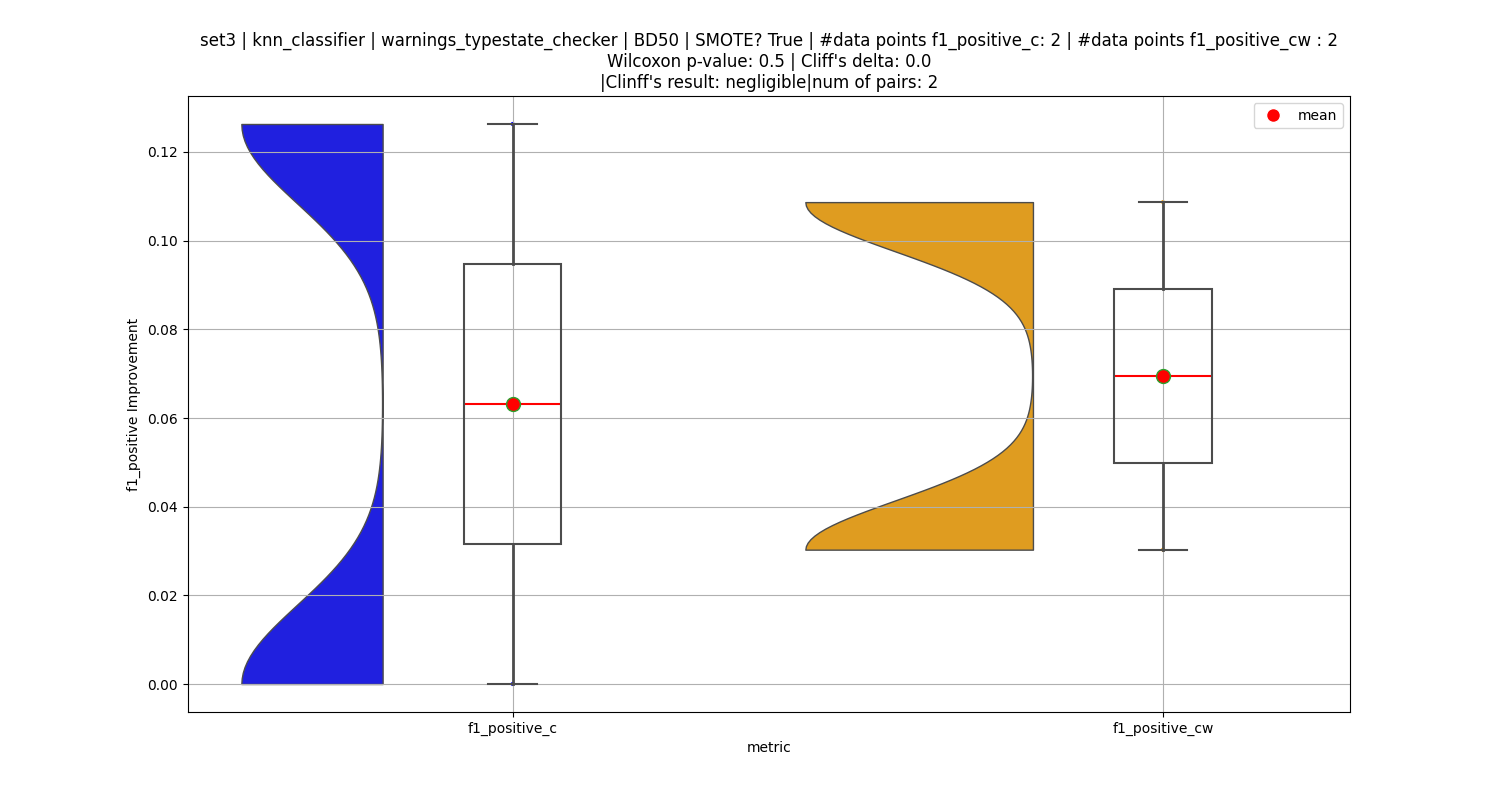 set3 | knn_classifier | warnings_typestate_checker | BD50 | SMOTE? True | #data points f1_positive_c: 2 | #data points f1_positive_cw : 2
Wilcoxon p-value: 0.5 | Cliff's delta: 0.0
|Clinff's result: negligible|num of pairs: 2
mean
0.12
0.10
0.08
0.06
0.04
0.02
0.00
f1_positive Improvement
f1_positive_c
f1_positive_cw
metric